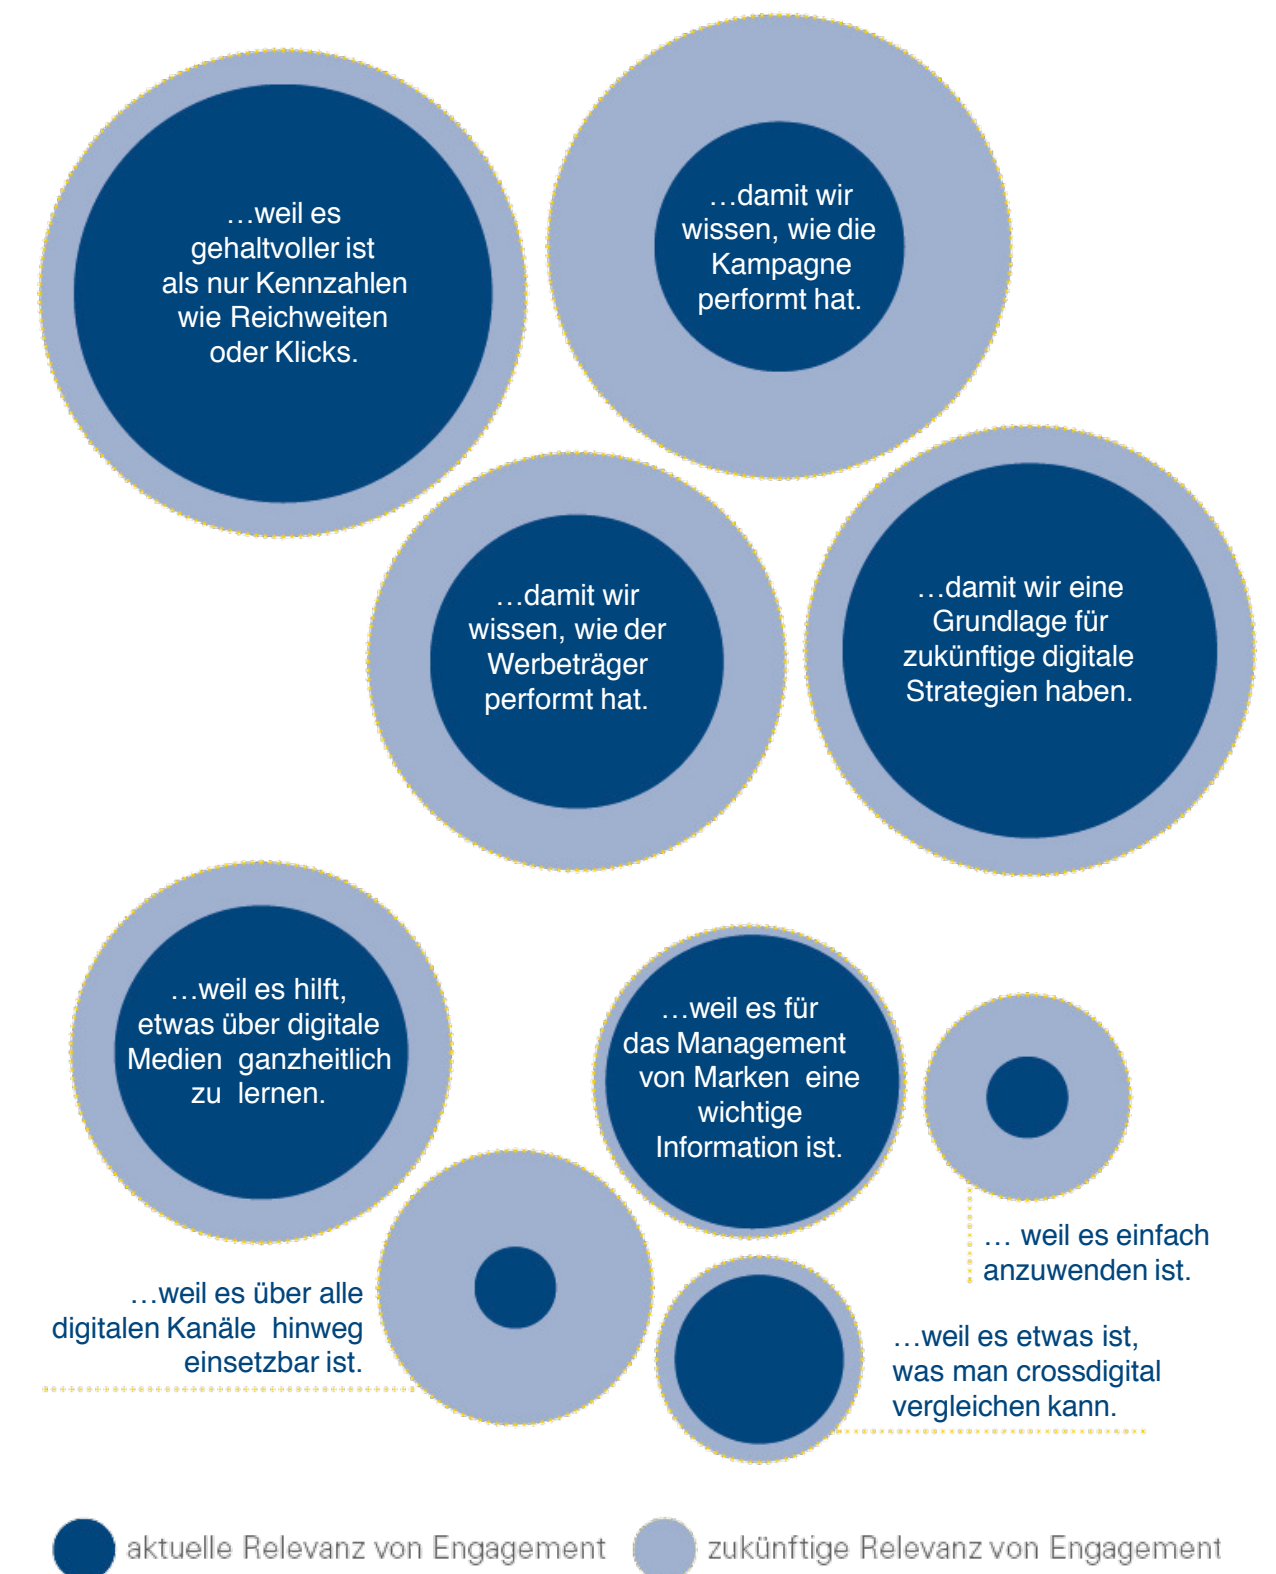 …weil es
gehaltvoller ist
als nur Kennzahlen
wie Reichweiten
oder Klicks.
…damit wir
wissen, wie die
Kampagne
performt hat.
…damit wir
wissen, wie der
Werbeträger
performt hat.
…damit wir eine
Grundlage für
zukünftige digitale
Strategien haben.
…weil es hilft,
etwas über digitale
Medien ganzheitlich
zu lernen.
…weil es für
das Management
von Marken eine
wichtige
Information ist.
… weil es einfach
anzuwenden ist.
…weil es über alle
digitalen Kanäle hinweg
einsetzbar ist.
…weil es etwas ist,
was man crossdigital
vergleichen kann.
aktuelle Relevanz von Engagement
zukünftige Relevanz von Engagement